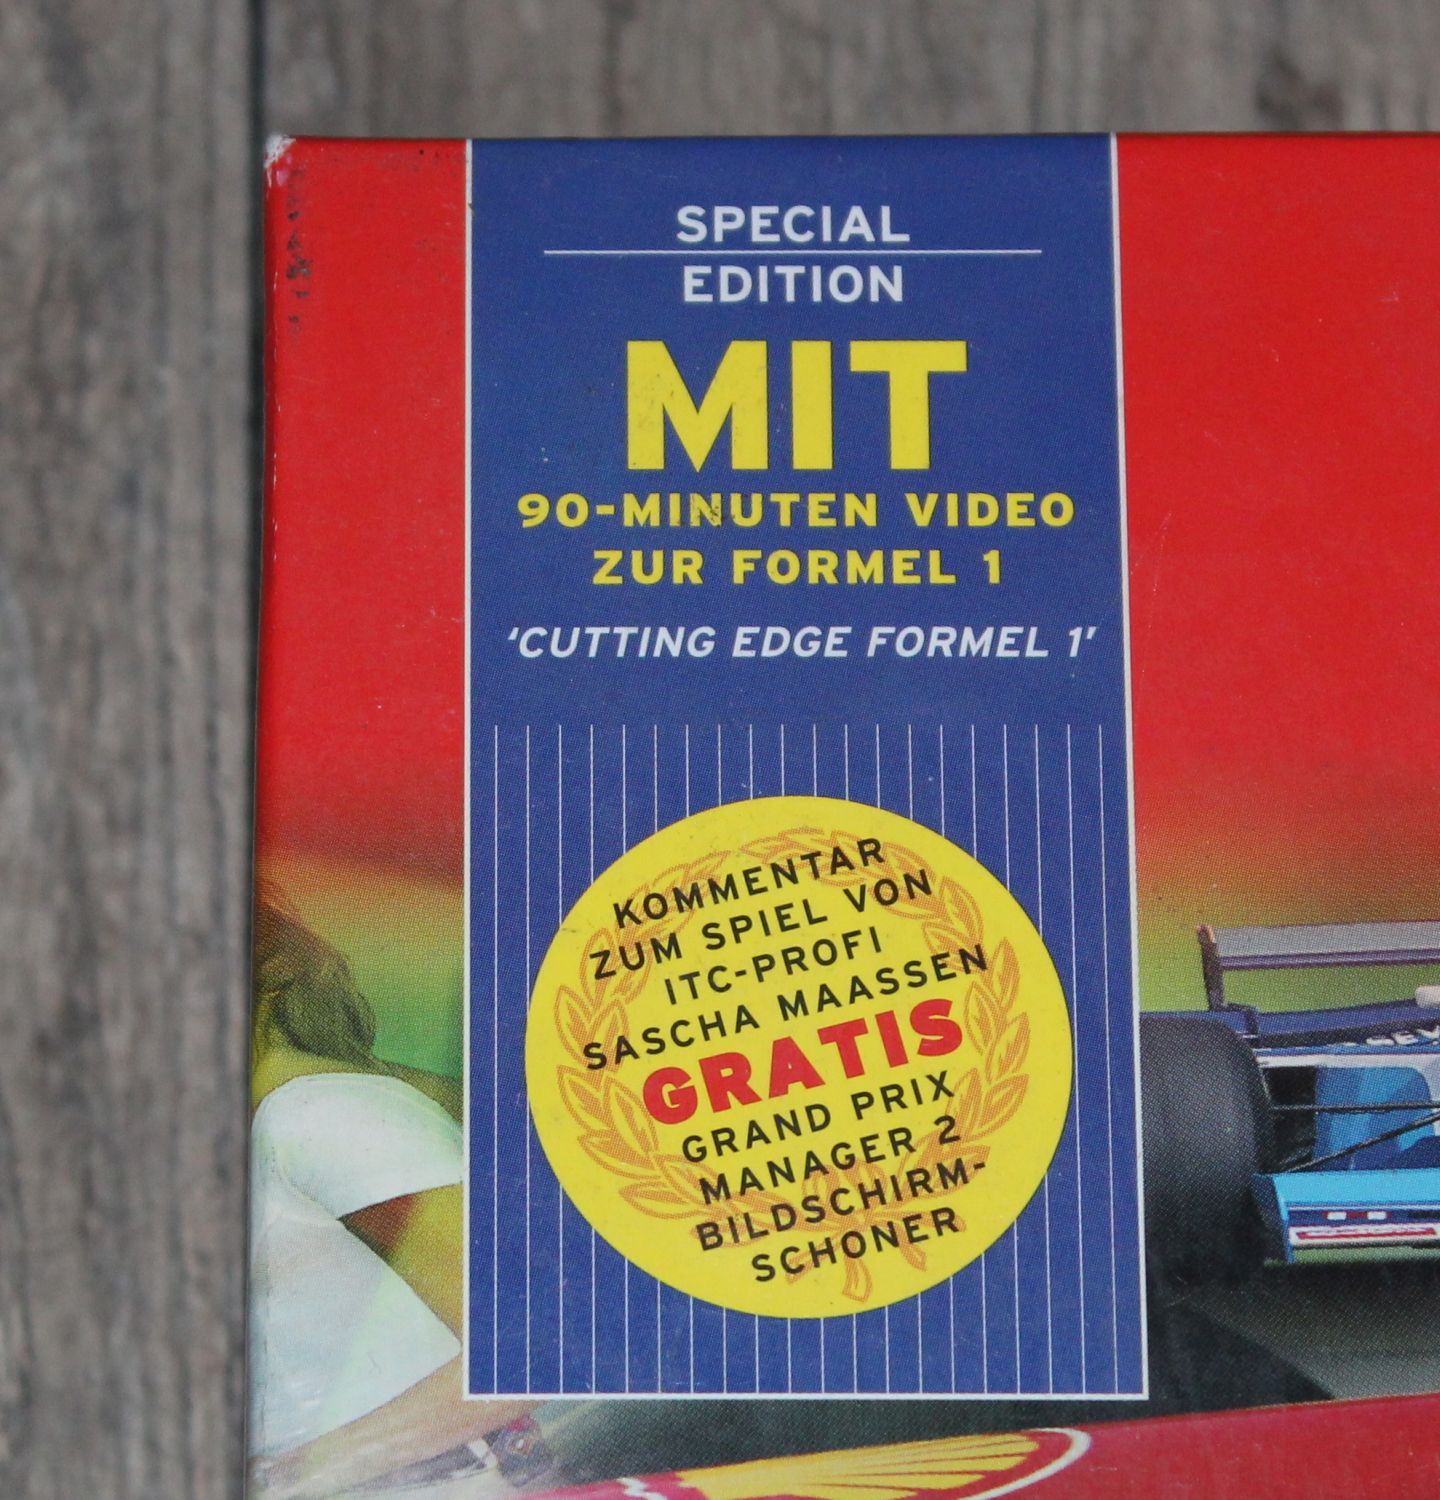 SPECIAL
EDITION
MIT
90-MINUTEN VIDEO
ZUR FORMEL 1
'CUTTING EDGE FORMEL 1'
KOMMENTAR
ZUM SPIEL VON
ITC-PROFI
SASCHA MAASSEN
GRATIS
GRAND PRIX
MANAGER 2
BILDSCHIRM-
SCHONER